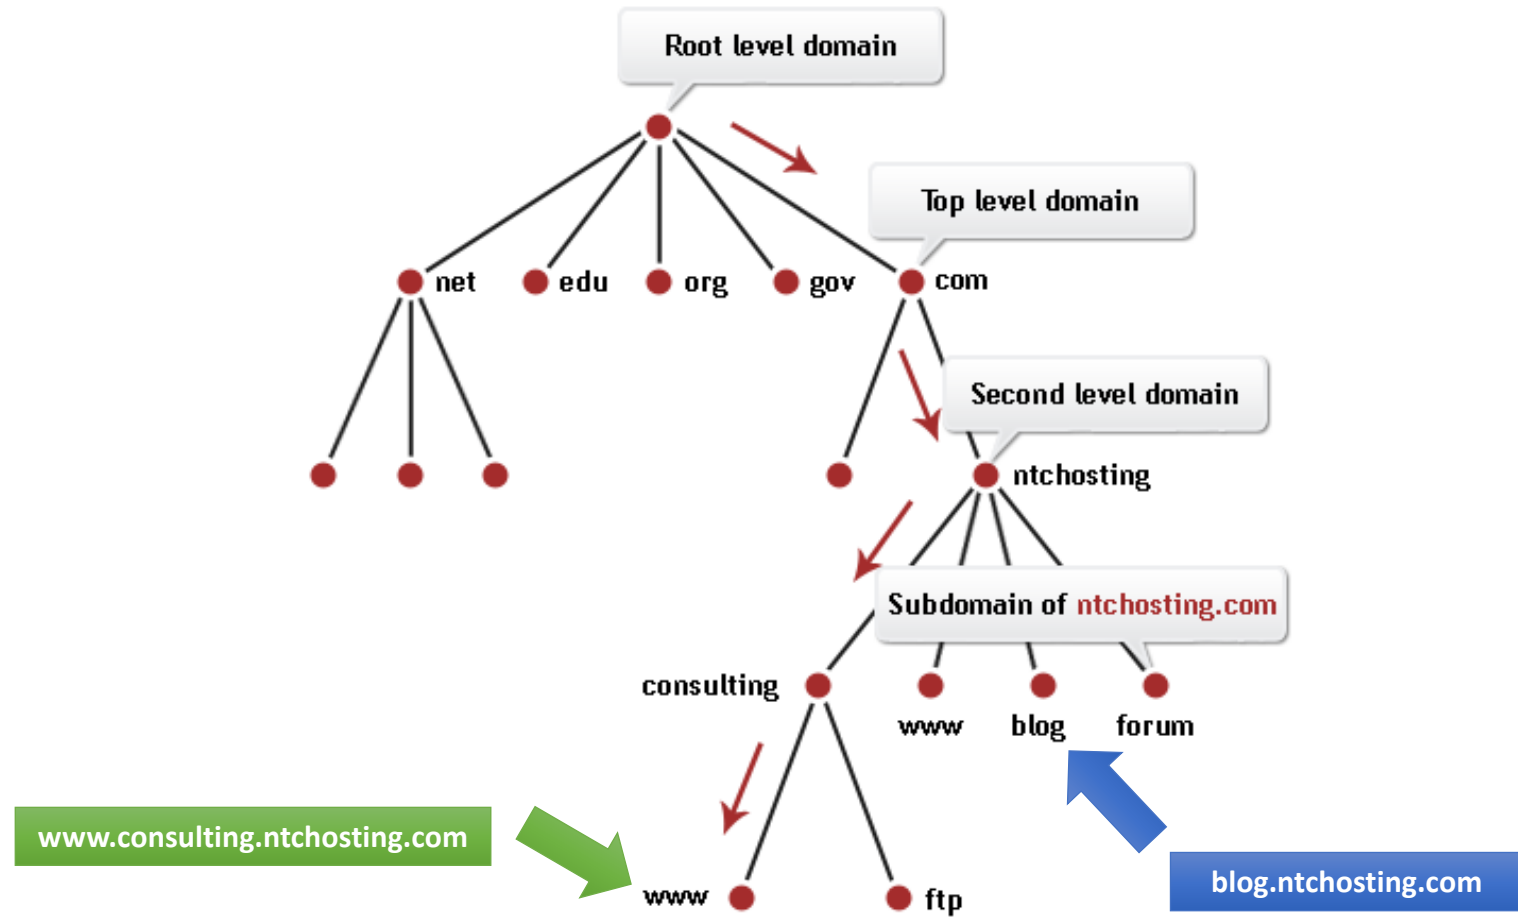 Root level domain
Top level domain
net
edu
org
gov
com
Second level domain
ntchosting
Subdomain of ntchosting.com
consulting
www
blog
forum
www.consulting.ntchosting.com
blog.ntchosting.com
www
ftp